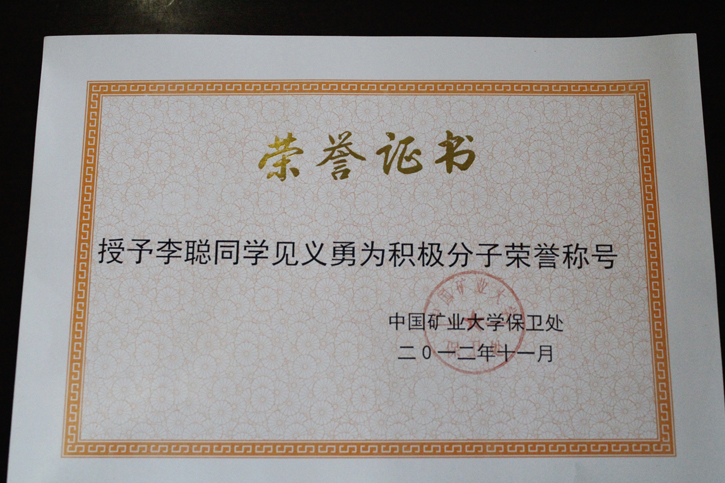 荣誉证书
授予李聪同学见义勇为积极分子荣誉称号
中国矿业大学保卫处
二0一二年十一月